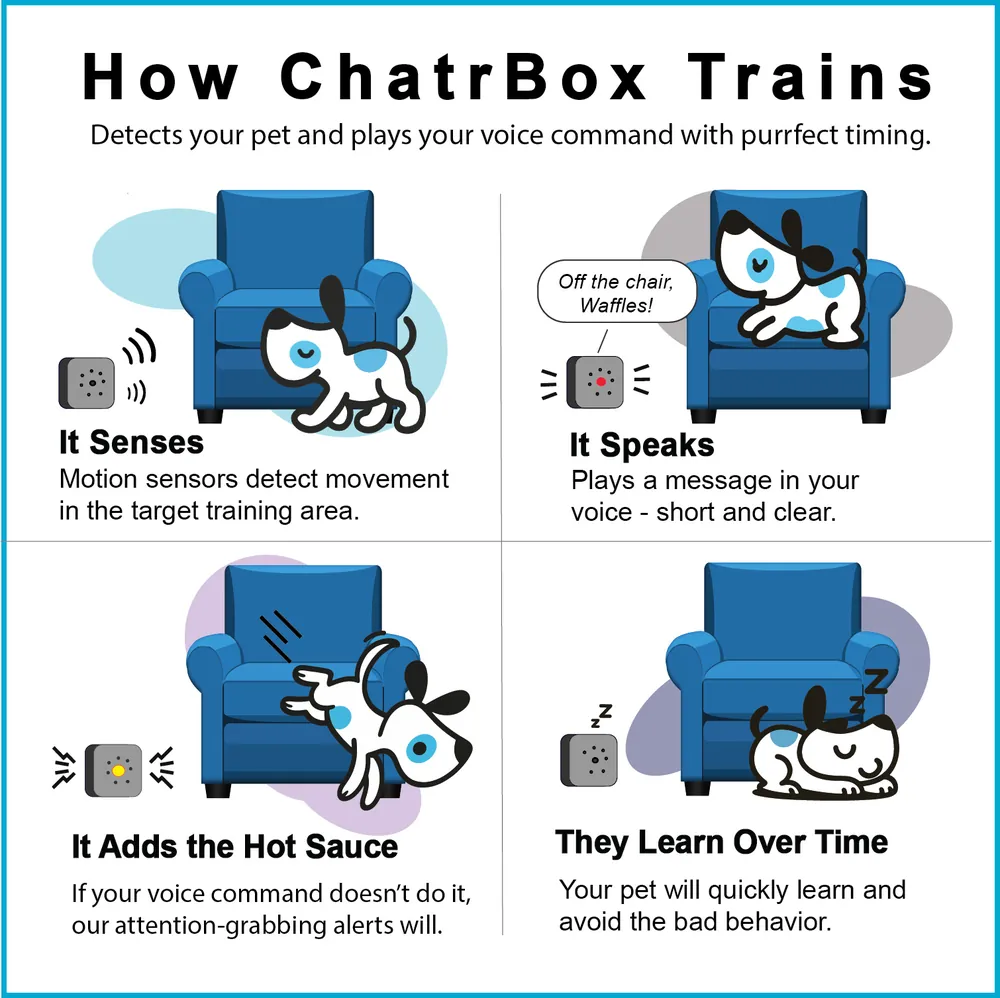 How ChatrBox Trains
Detects your pet and plays your voice command with purrfect timing.
It Senses
Motion sensors detect movement
in the target training area.
Off the chair,
Waffles!
It Speaks
Plays a message in your
voice - short and clear.
It Adds the Hot Sauce
If your voice command doesn’t do it,
our attention-grabbing alerts will.
z z
z Z
They Learn Over Time
Your pet will quickly learn and
avoid the bad behavior.